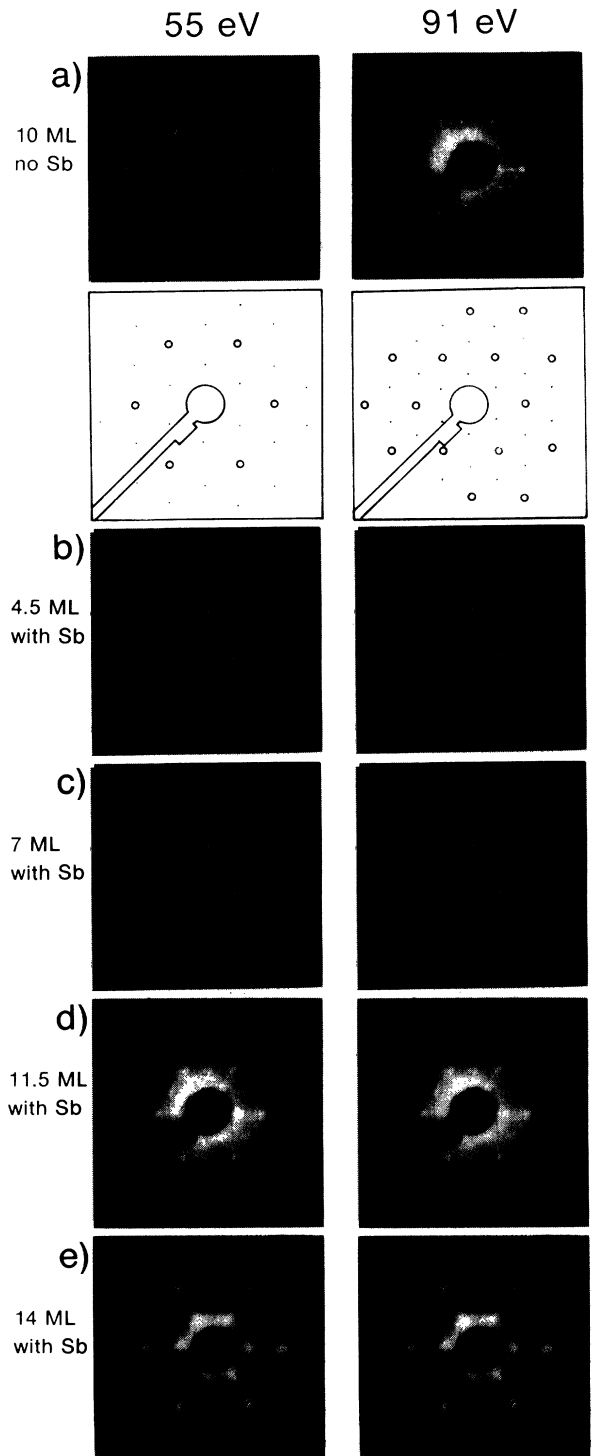 55 eV
91 eV
a)
10 ML
no Sb
b)
4.5 ML
with Sb
c)
7 ML
with Sb
d)
11.5 ML
with Sb
e)
14 ML
with Sb